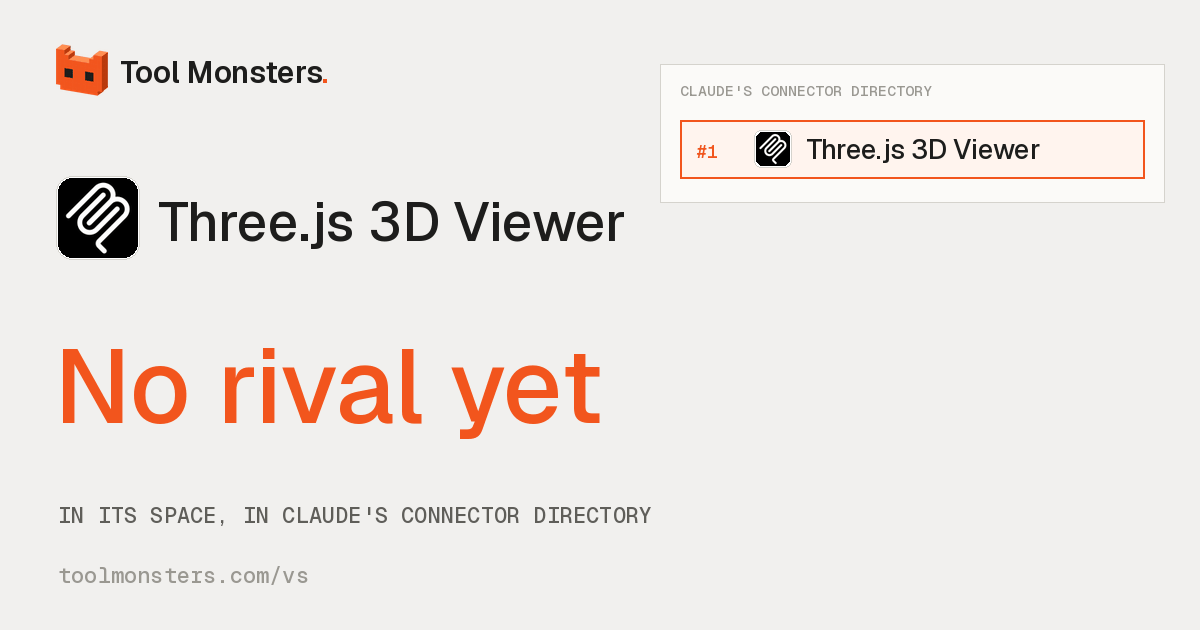 Tool Monsters.
CLAUDE'S CONNECTOR DIRECTORY
#1 Three.js 3D Viewer
Three.js 3D Viewer
No rival yet
IN ITS SPACE, IN CLAUDE'S CONNECTOR DIRECTORY
toolmonsters.com/vs